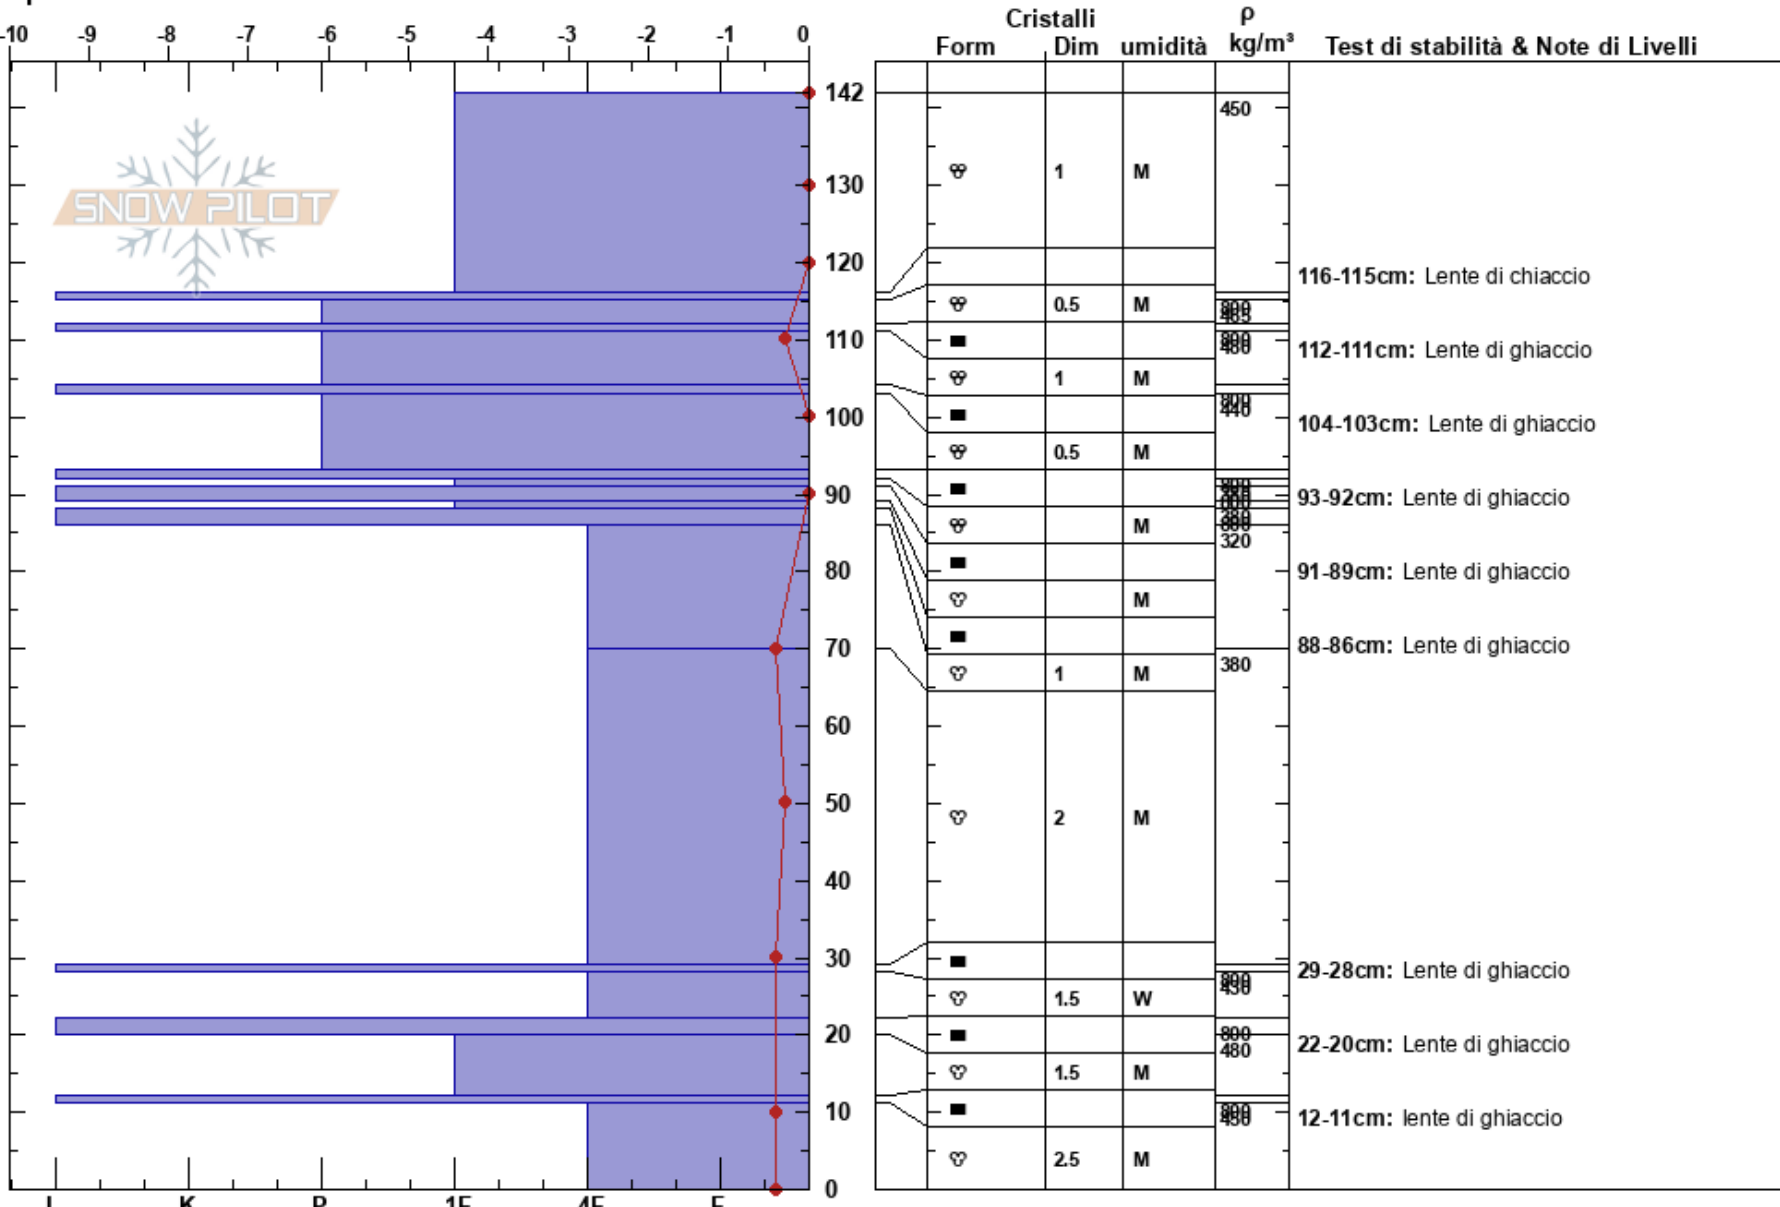 Cristalli ρ
Form Dim umidità kg/m³ Test di stabilità & Note di Livelli
-10 -9 -8 -7 -6 -5 -4 -3 -2 -1 0
142 450
SNOW PILOT
1 M
130
120
116-115cm: Lente di chiaccio
0.5 M
110
112-111cm: Lente di ghiaccio
1 M
100
104-103cm: Lente di ghiaccio
0.5 M
90
93-92cm: Lente di ghiaccio
M
320
80
91-89cm: Lente di ghiaccio
M
70
88-86cm: Lente di ghiaccio
1 M 380
60
50
2 M
40
30
29-28cm: Lente di ghiaccio
1.5 W
20 800
22-20cm: Lente di ghiaccio
480
1.5 M
10
12-11cm: lente di ghiaccio
2.5 M
0